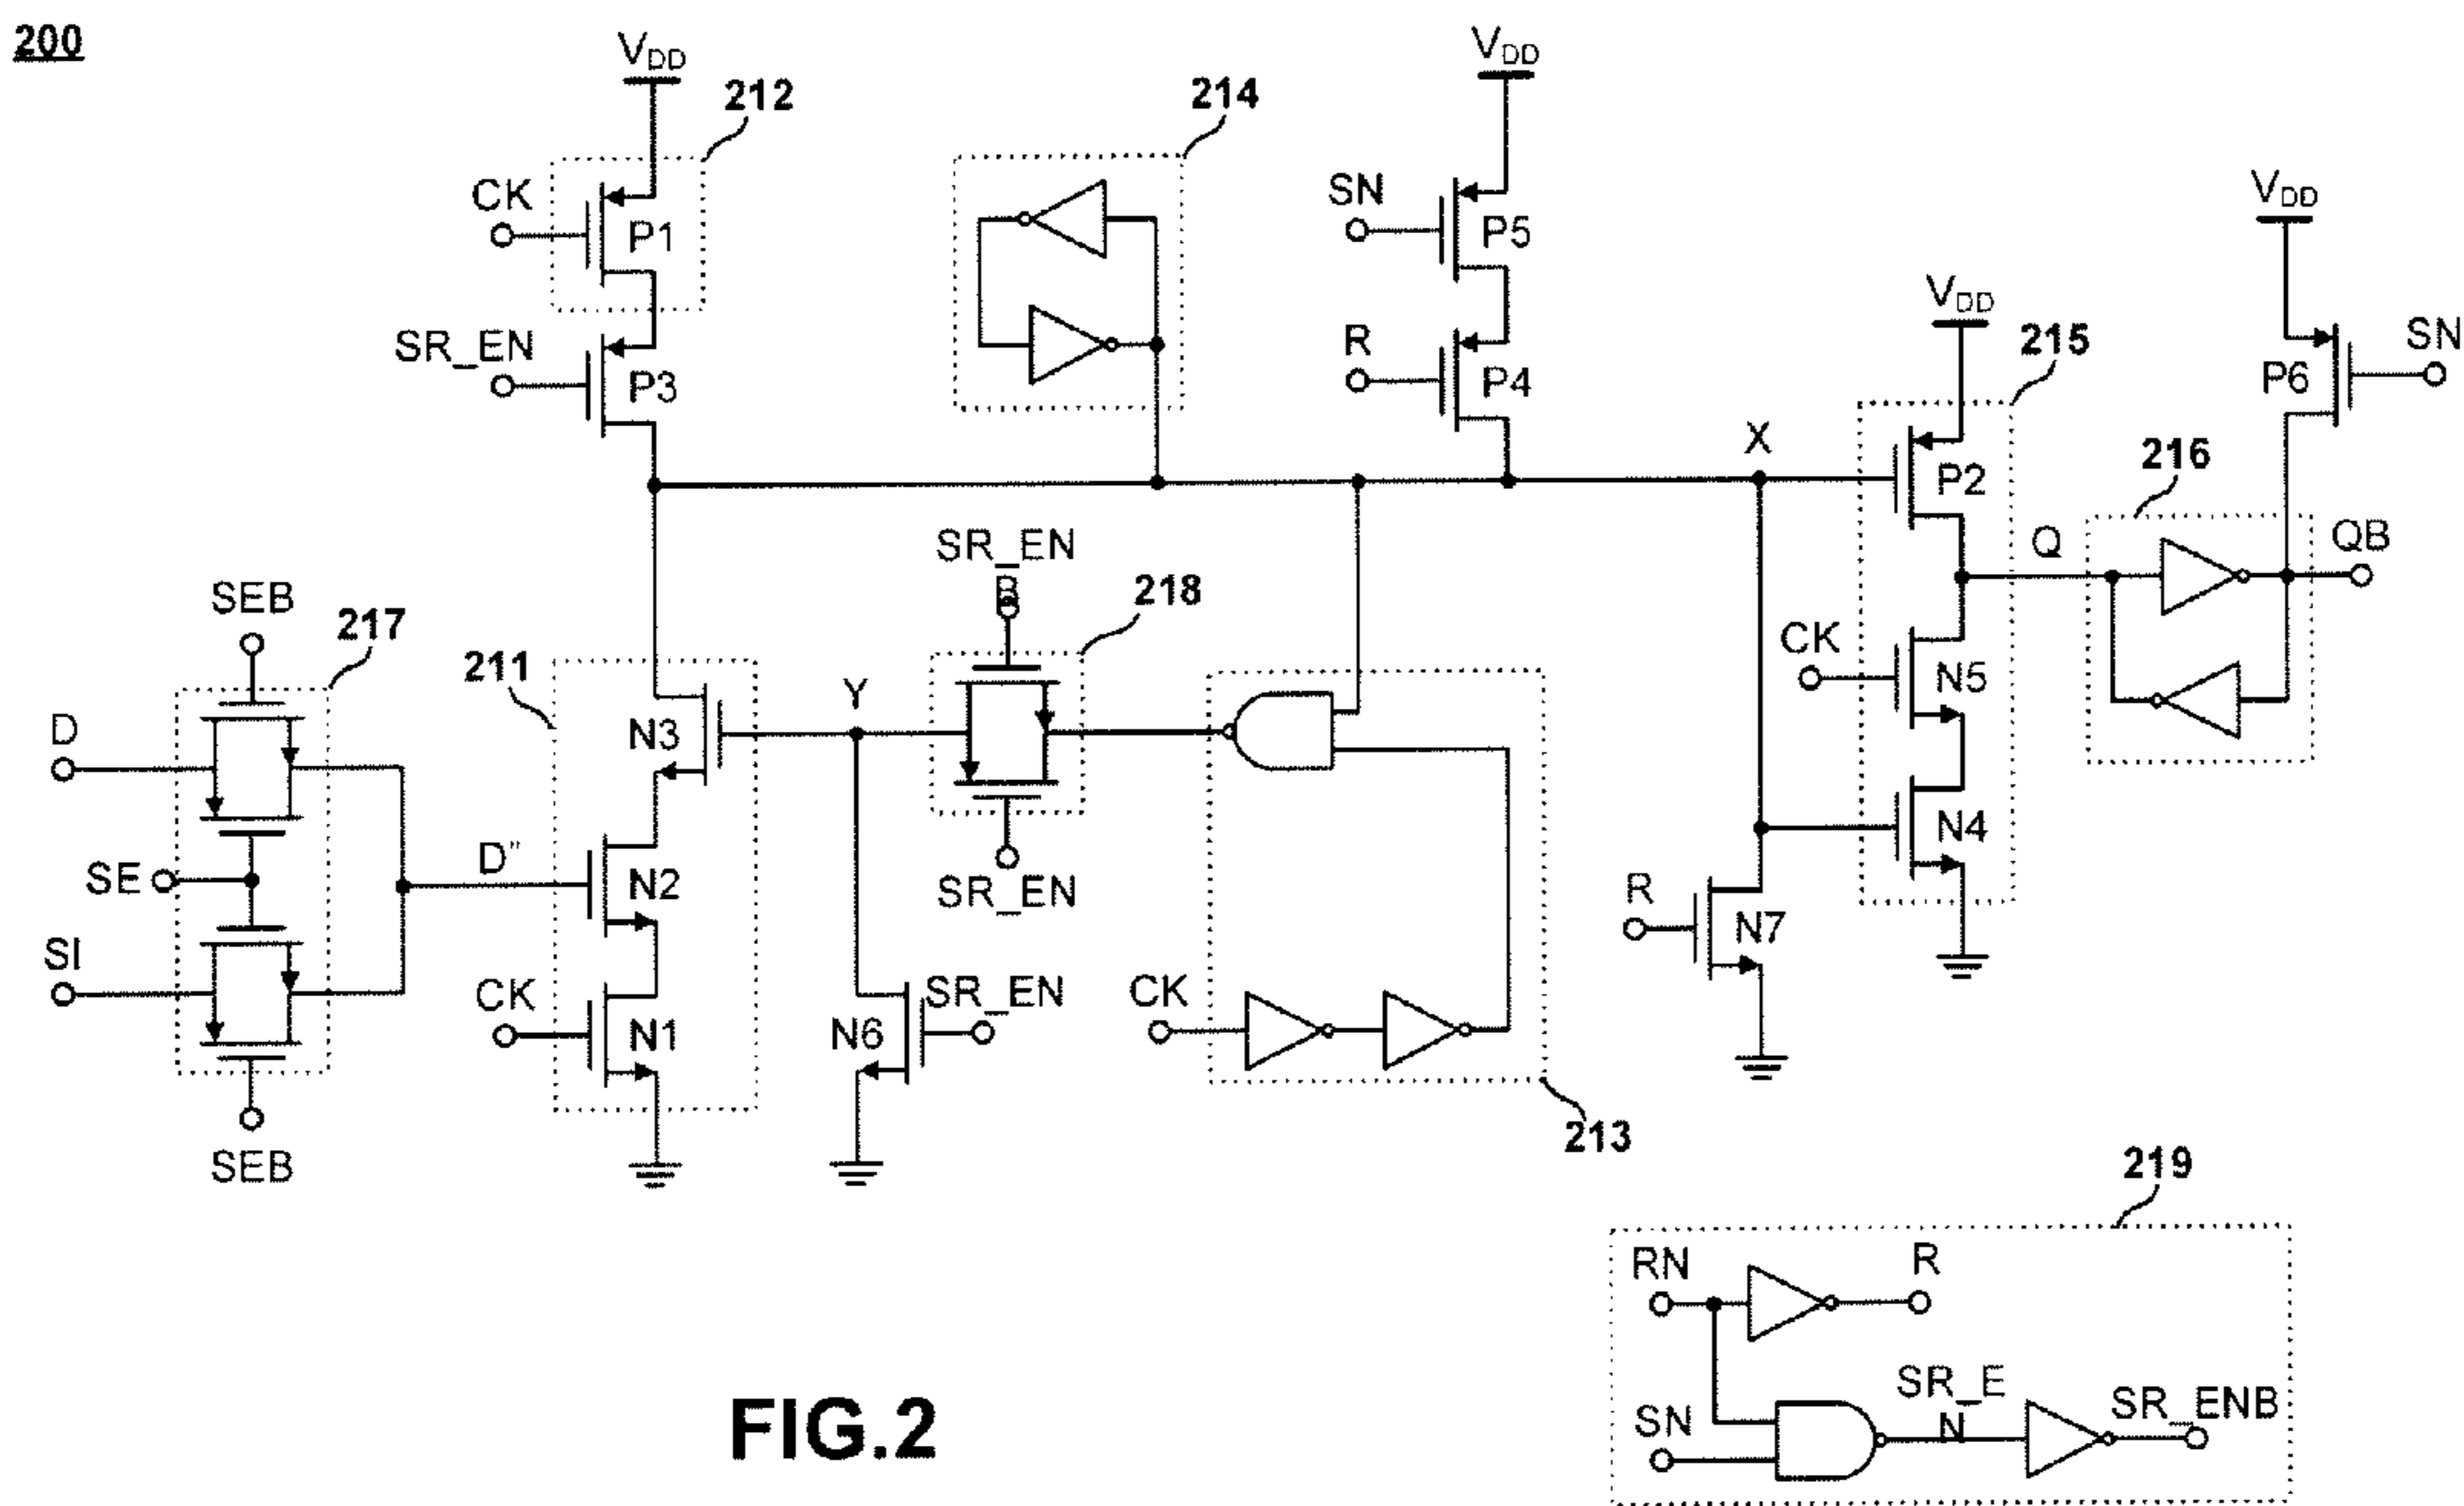 200
VDD
212
CK
P1
SR_EN
P3
214
VDD
SN
P5
R
P4
X
VDD
215
P2
VDD
SN
P6
216
Q
QB
CK
N5
N4
R
N7
SEB
217
D
SE
SI
SEB
D"
211
N3
N2
CK
N1
Y
SR_EN
B
218
SR_EN
N6
SR_EN
CK
213
219
RN
R
SN
SR_E
N
SR_ENB
FIG.2